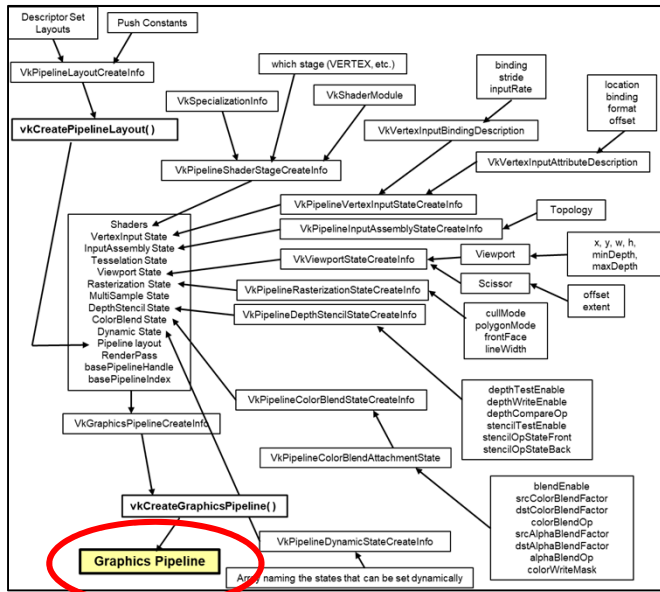 Descriptor Set
Layouts
Push Constants
VkPipelineLayoutCreateInfo
vkCreatePipelineLayout( )
which stage (VERTEX, etc.)
VkSpecializationInfo
VkShaderModule
VkPipelineShaderStageCreateInfo
binding
stride
inputRate
VkVertexInputBindingDescription
location
binding
format
offset
VkVertexInputAttributeDescription
VkPipelineVertexInputStateCreateInfo
VkPipelineInputAssemblyStateCreateInfo
Topology
Shaders
VertexInput State
InputAssembly State
Tesselation State
Viewport State
Rasterization State
MultiSample State
DepthStencil State
ColorBlend State
Dynamic State
Pipeline layout
RenderPass
basePipelineHandle
basePipelineIndex
VkViewportStateCreateInfo
Viewport
x, y, w, h,
minDepth,
maxDepth
Scissor
offset
extent
VkPipelineRasterizationStateCreateInfo
cullMode
polygonMode
frontFace
lineWidth
VkPipelineDepthStencilStateCreateInfo
depthTestEnable
depthWriteEnable
depthCompareOp
stencilTestEnable
stencilOpStateFront
stencilOpStateBack
VkPipelineColorBlendStateCreateInfo
VkGraphicsPipelineCreateInfo
VkPipelineColorBlendAttachmentState
blendEnable
srcColorBlendFactor
dstColorBlendFactor
colorBlendOp
srcAlphaBlendFactor
dstAlphaBlendFactor
alphaBlendOp
colorWriteMask
vkCreateGraphicsPipeline( )
VkPipelineDynamicStateCreateInfo
Graphics Pipeline
Array naming the states that can be set dynamically